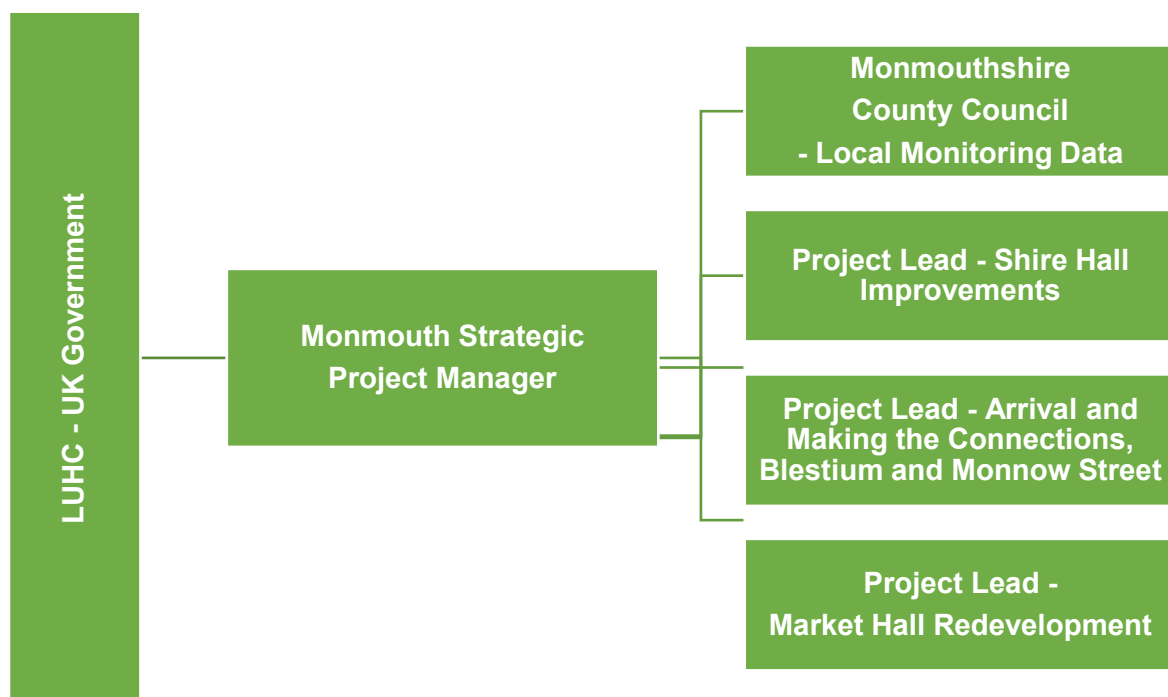 LUHC - UK Government
Monmouth Strategic
Project Manager
Monmouthshire
County Council
- Local Monitoring Data
Project Lead - Shire Hall
Improvements
Project Lead - Arrival and
Making the Connections,
Blestium and Monnow Street
Project Lead -
Market Hall Redevelopment